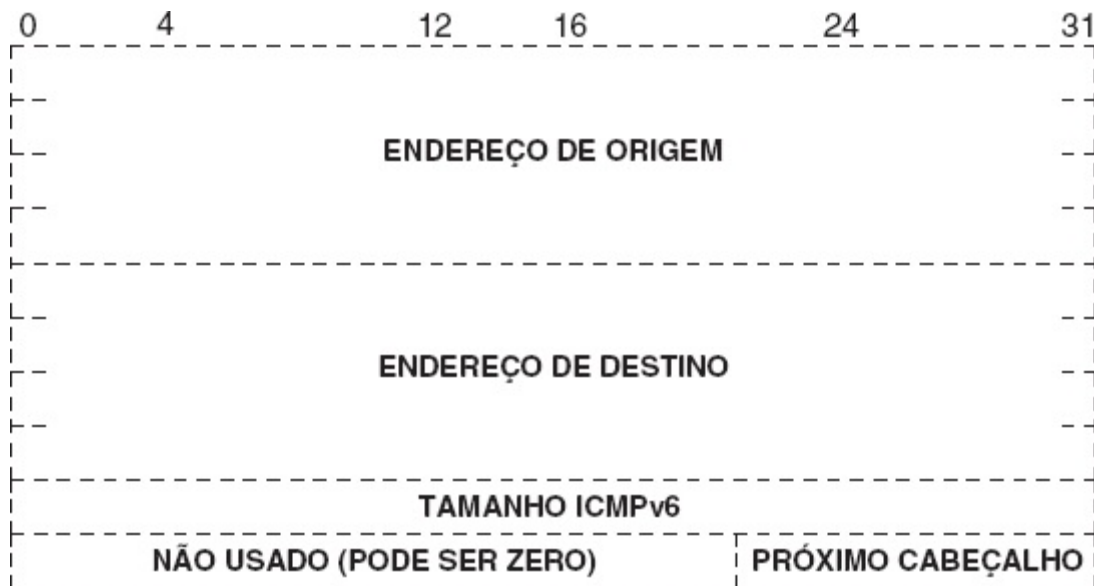 0 4 12 16 24 31
ENDEREÇO DE ORIGEM
ENDEREÇO DE DESTINO
TAMANHO ICMPv6
NÃO USADO (PODE SER ZERO) PRÓXIMO CABEÇALHO